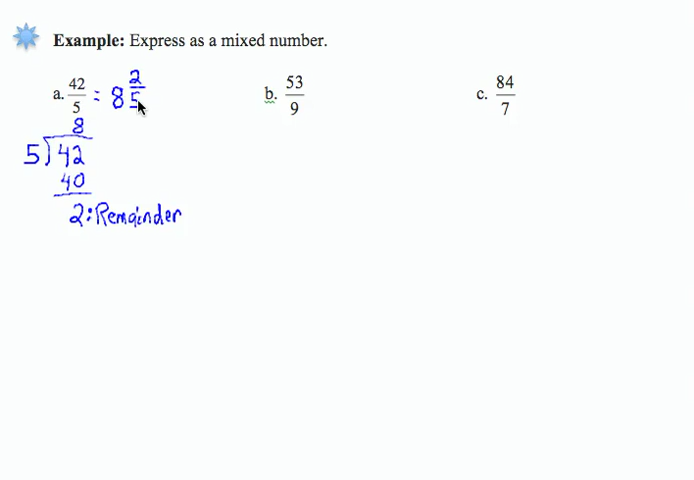 Example: Express as a mixed number.
a. 42/5 = 8 2/5
b. 53/9
c. 84/7
8
5)42
40
2:Remainder